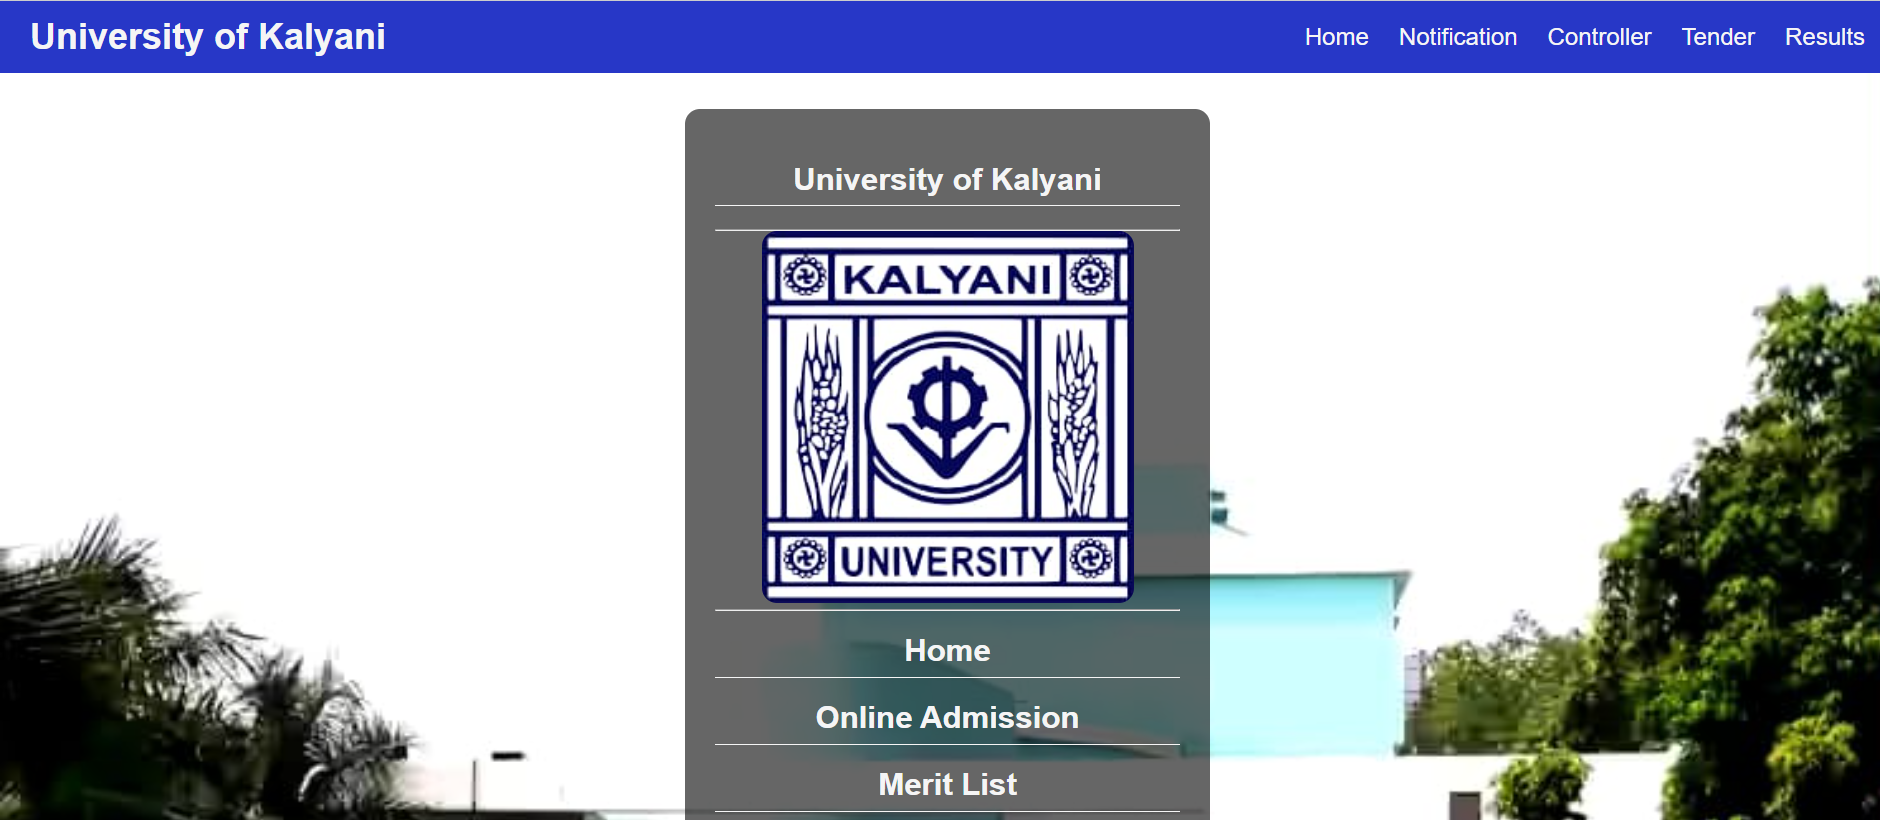 University of Kalyani
Home Notification Controller Tender Results
University of Kalyani
KALYANI
UNIVERSITY
Home
Online Admission
Merit List